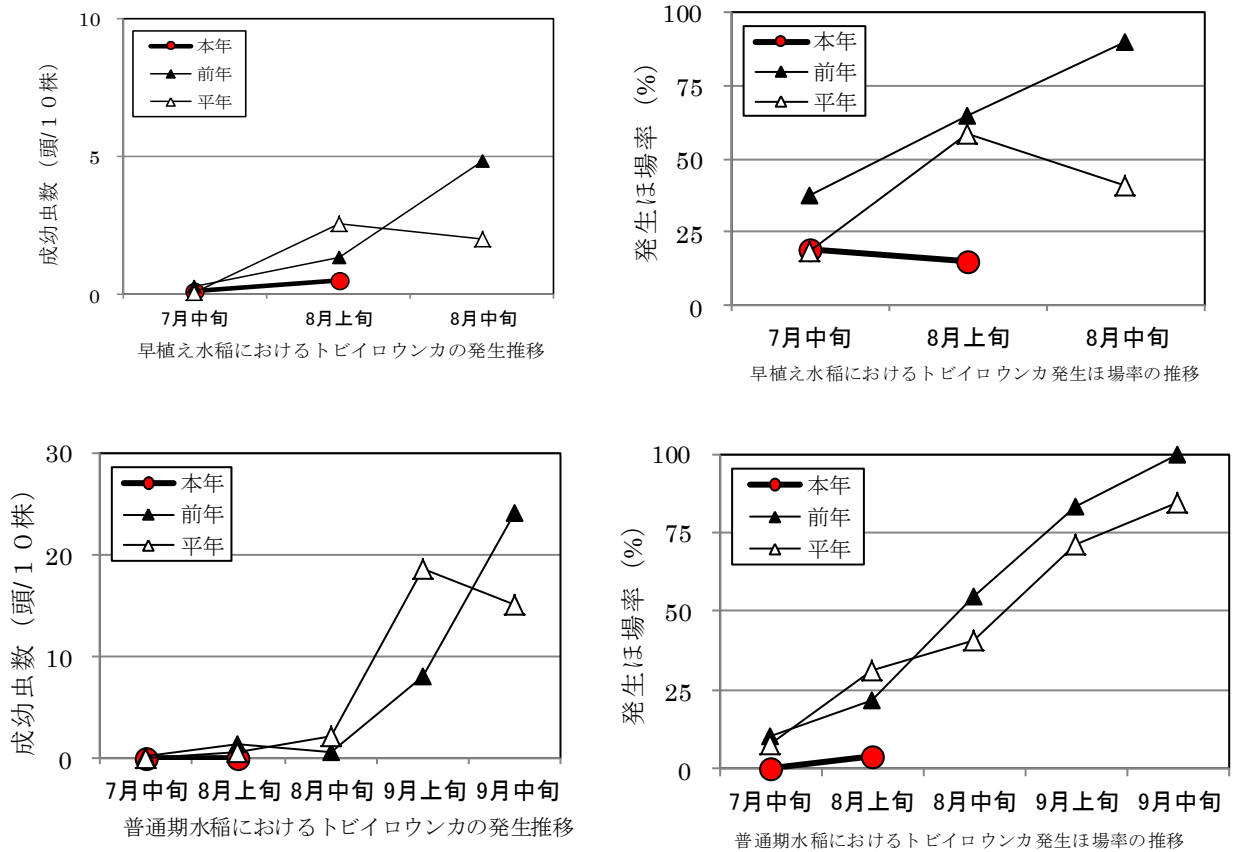 成幼虫数（頭/１０株）
10
5
0
本年
前年
平年
7月中旬 8月上旬 8月中旬
早植え水稲におけるトビイロウンカの発生推移
発生ほ場率（%）
100
75
50
25
0
本年
前年
平年
7月中旬 8月上旬 8月中旬
早植え水稲におけるトビイロウンカ発生ほ場率の推移
成幼虫数（頭/１０株）
30
20
10
0
本年
前年
平年
7月中旬 8月上旬 8月中旬 9月上旬 9月中旬
普通期水稲におけるトビイロウンカの発生推移
発生ほ場率（%）
100
75
50
25
0
本年
前年
平年
7月中旬 8月上旬 8月中旬 9月上旬 9月中旬
普通期水稲におけるトビイロウンカ発生ほ場率の推移